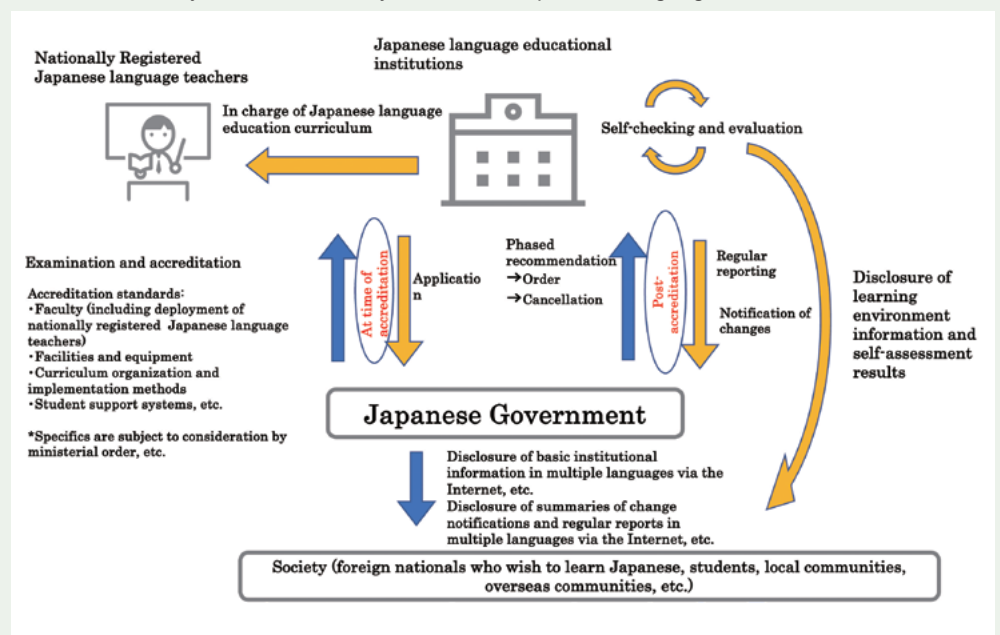 Japanese language educational
institutions
Nationally Registered
Japanese language teachers
In charge of Japanese language
education curriculum
Self-checking and evaluation
Examination and accreditation
Accreditation standards:
・Faculty (including deployment of
nationally registered Japanese language
teachers)
・Facilities and equipment
・Curriculum organization and
implementation methods
・Student support systems, etc.
*Specifics are subject to consideration by
ministerial order, etc.
At time of
accreditation
Applicatio
n
Phased
recommendation
→Order
→Cancellation
Post-
accreditation
Regular
reporting
Notification of
changes
Disclosure of
learning
environment
information and
self-assessment
results
Japanese Government
Disclosure of basic institutional
information in multiple languages via the
Internet, etc.
Disclosure of summaries of change
notifications and regular reports in
multiple languages via the Internet, etc.
Society (foreign nationals who wish to learn Japanese, students, local communities,
overseas communities, etc.)